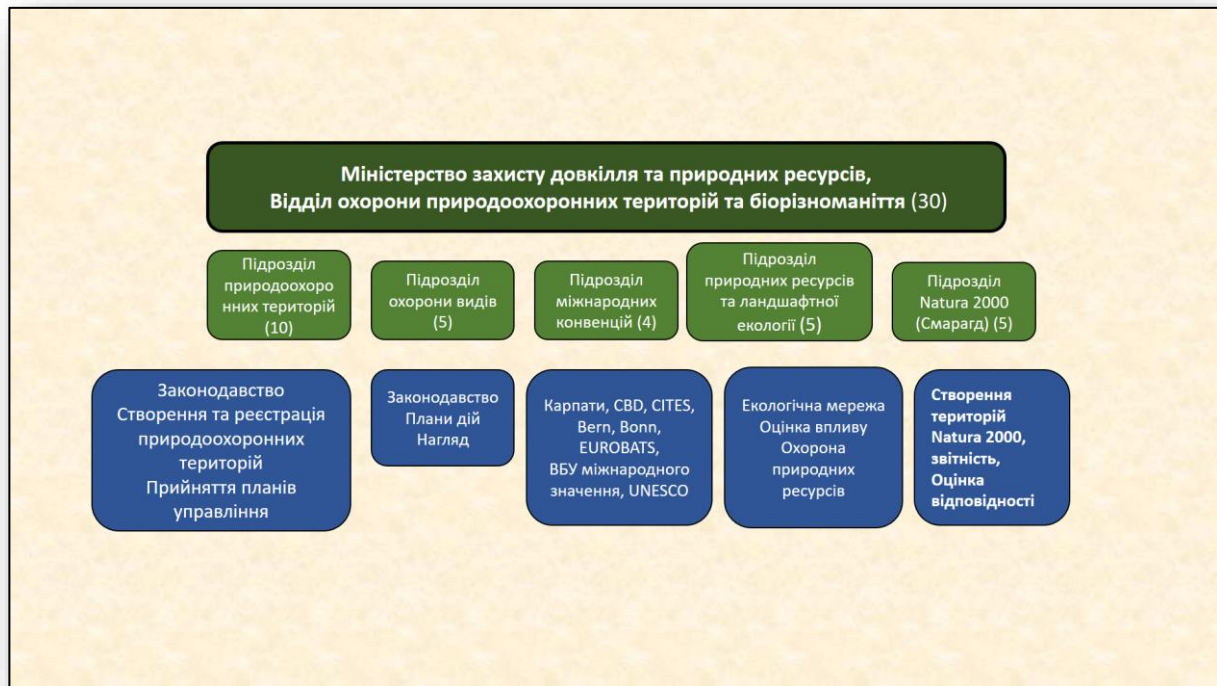 Міністерство захисту довкілля та природних ресурсів,
Відділ охорони природоохоронних територій та біорізноманіття (30)
Підрозділ
природоохоро
нних територій
(10)
Підрозділ
охорони видів
(5)
Підрозділ
міжнародних
конвенцій (4)
Підрозділ
природних ресурсів
та ландшафтної
екології (5)
Підрозділ
Natura 2000
(Смарагд) (5)
Законодавство
Створення та реєстрація
природоохоронних
територій
Прийняття планів
управління
Законодавство
Плани дій
Нагляд
Карпати, CBD, CITES,
Bern, Bonn,
EUROBATS,
ВБУ міжнародного
значення, UNESCO
Екологічна мережа
Оцінка впливу
Охорона
природних
ресурсів
Створення
територій
Natura 2000,
звітність,
Оцінка
відповідності